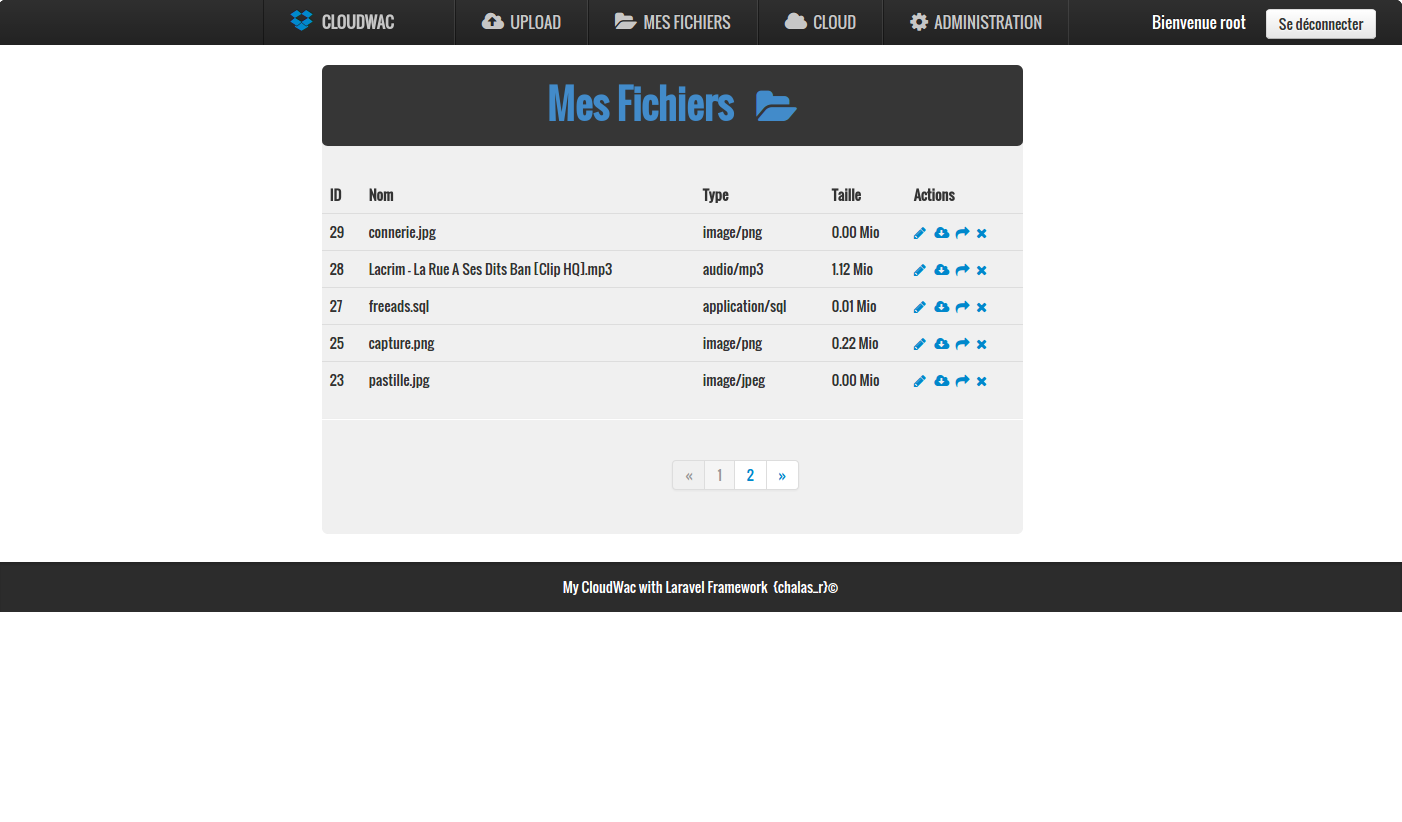 CLOUDWAC UPLOAD MES FICHIERS CLOUD ADMINISTRATION Bienvenue root Se déconnecter
Mes Fichiers
ID Nom Type Taille Actions
29 connerie.jpg image/png 0.00 Mio
28 Lacrim - La Rue A Ses Dits Ban [Clip HQ].mp3 audio/mp3 1.12 Mio
27 freeads.sql application/sql 0.01 Mio
25 capture.png image/png 0.22 Mio
23 pastille.jpg image/jpeg 0.00 Mio
« 1 2 »
My CloudWac with Laravel Framework {chalas_r}©